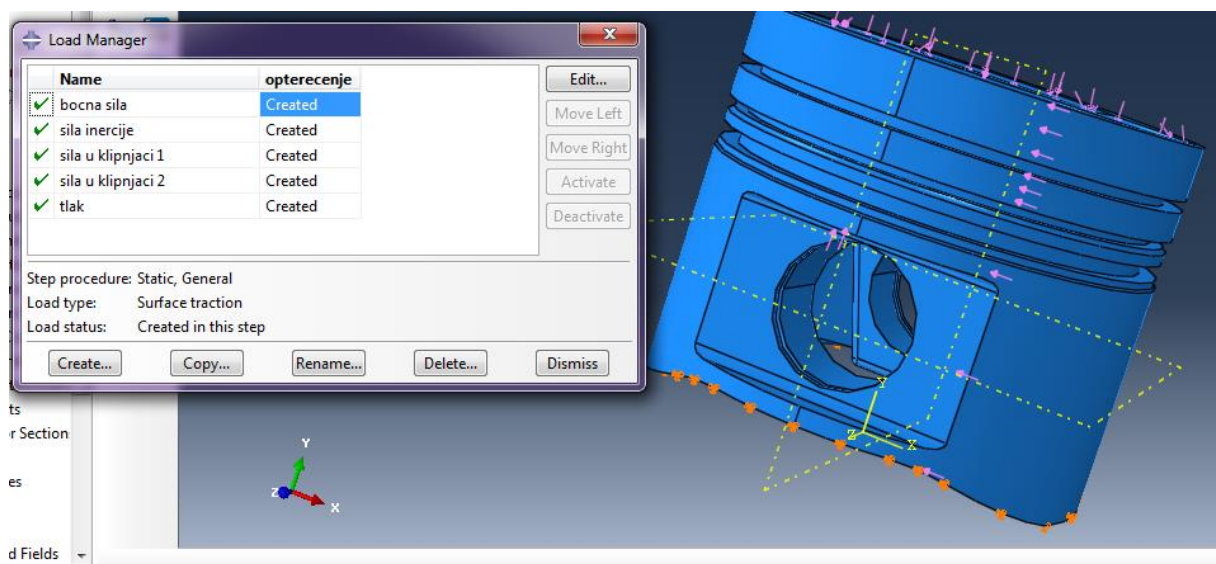 Load Manager
Name opterecenje
bocna sila Created
sila inercije Created
sila u klipnjaci 1 Created
sila u klipnjaci 2 Created
tlak Created
Edit...
Move Left
Move Right
Activate
Deactivate
Step procedure: Static, General
Load type: Surface traction
Load status: Created in this step
Create... Copy... Rename... Delete... Dismiss
ts
r Section
es
d Fields
Y
Z X
Y
Z X